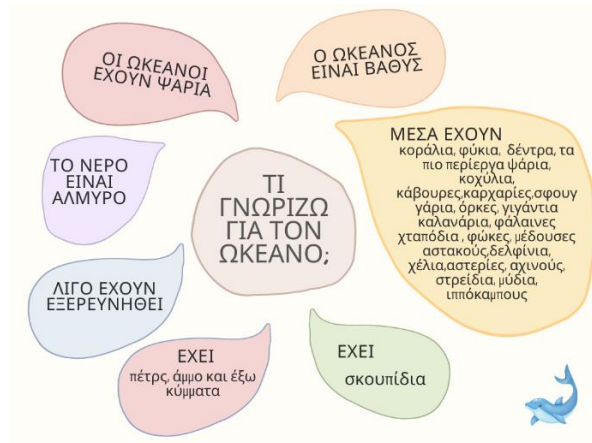 ΟΙ ΩΚΕΑΝΟΙ
ΕΧΟΥΝ ΨΑΡΙΑ
Ο ΩΚΕΑΝΟΣ
ΕΙΝΑΙ ΒΑΘΥΣ
ΤΟ ΝΕΡΟ
ΕΙΝΑΙ
ΑΛΜΥΡΟ
ΤΙ
ΓΝΩΡΙΖΩ
ΓΙΑ ΤΟΝ
ΩΚΕΑΝΟ;
ΜΕΣΑ ΕΧΟΥΝ
κοράλια, φύκια, δέντρα, τα
πιο περίεργα ψάρια,
κοχύλια,
κάβουρες,καρχαρίες,σφουγ
γάρια, όρκες, γιγάντια
καλανάρια, φάλαινες
χταπόδια , φώκες, μέδουσες
αστακούς,δελφίνια,
χέλια,αστερίες, αχινούς,
στρείδια, μύδια,
ιππόκαμπους
ΛΙΓΟ ΕΧΟΥΝ
ΕΞΕΡΕΥΝΗΘΕΙ
ΕΧΕΙ
πέτρς, άμμο και έξω
κύμματα
ΕΧΕΙ
σκουπίδια